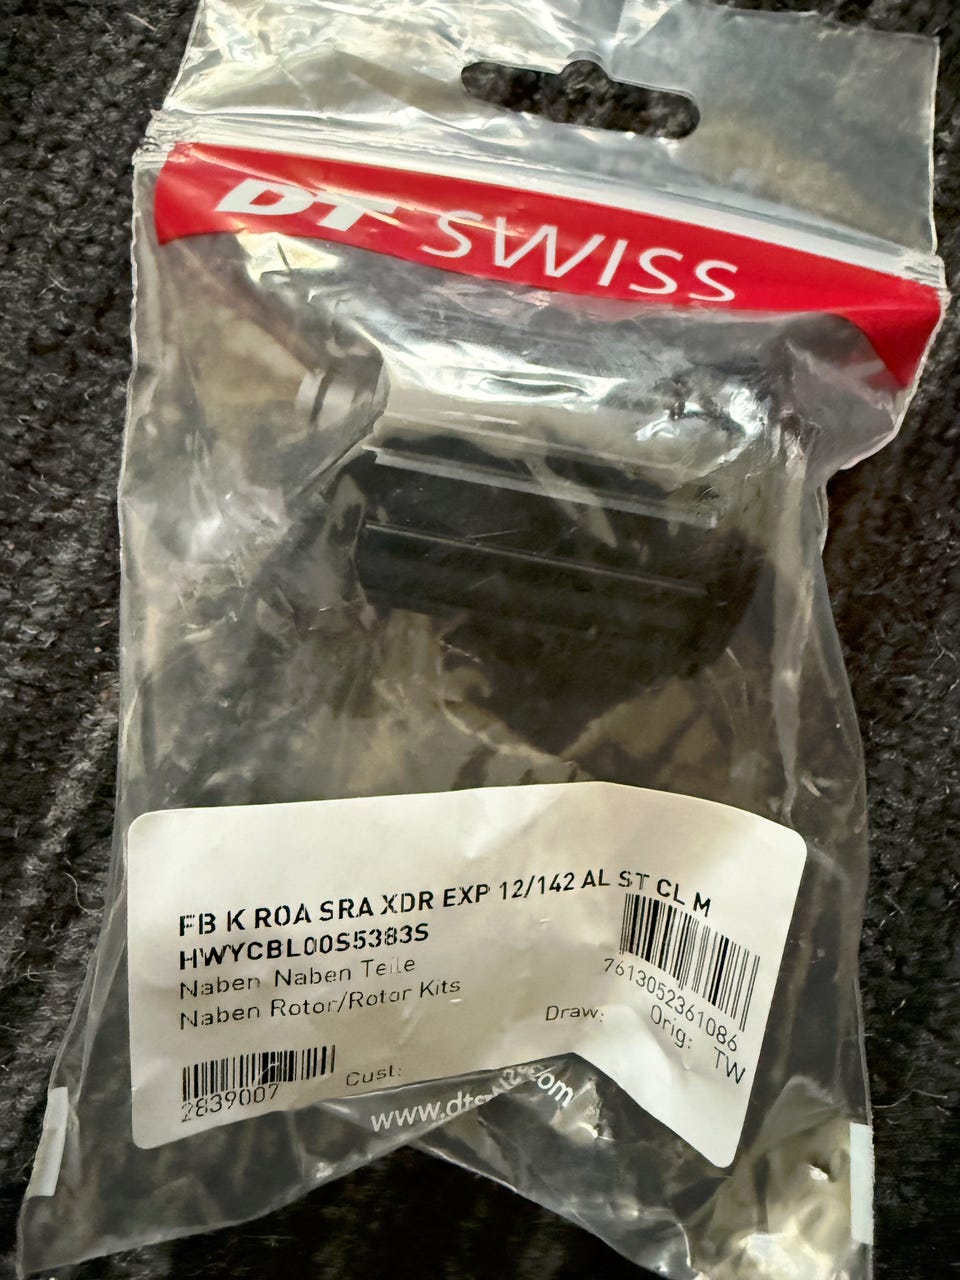 DT SWISS
FB K ROA SRA XDR EXP 12/142 AL ST CL M
HWYCBL00S5383S
Naben Naben Teile
Naben Rotor/Rotor Kits
7613052361086
Draw:
Orig: TW
2839007
Cust: